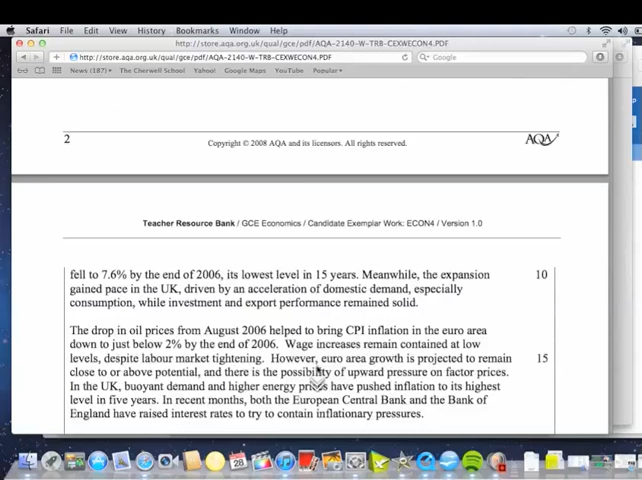 Safari File Edit View History Bookmarks Window Help
http://store.aqa.org.uk/qual/gce/pdf/AQA-2140-W-TRB-CEXWECON4.PDF
http://store.aqa.org.uk/qual/gce/pdf/AQA-2140-W-TRB-CEXWECON4.PDF
Google
News (187) The Cherwell School Yahoo! Google Maps YouTube Popular
2
Copyright © 2008 AQA and its licensors. All rights reserved.
AQA
Teacher Resource Bank / GCE Economics / Candidate Exemplar Work: ECON4 / Version 1.0
fell to 7.6% by the end of 2006, its lowest level in 15 years. Meanwhile, the expansion 10
gained pace in the UK, driven by an acceleration of domestic demand, especially
consumption, while investment and export performance remained solid.
The drop in oil prices from August 2006 helped to bring CPI inflation in the euro area
down to just below 2% by the end of 2006. Wage increases remain contained at low
levels, despite labour market tightening. However, euro area growth is projected to remain 15
close to or above potential, and there is the possibility of upward pressure on factor prices.
In the UK, buoyant demand and higher energy prices have pushed inflation to its highest
level in five years. In recent months, both the European Central Bank and the Bank of
England have raised interest rates to try to contain inflationary pressures.
28